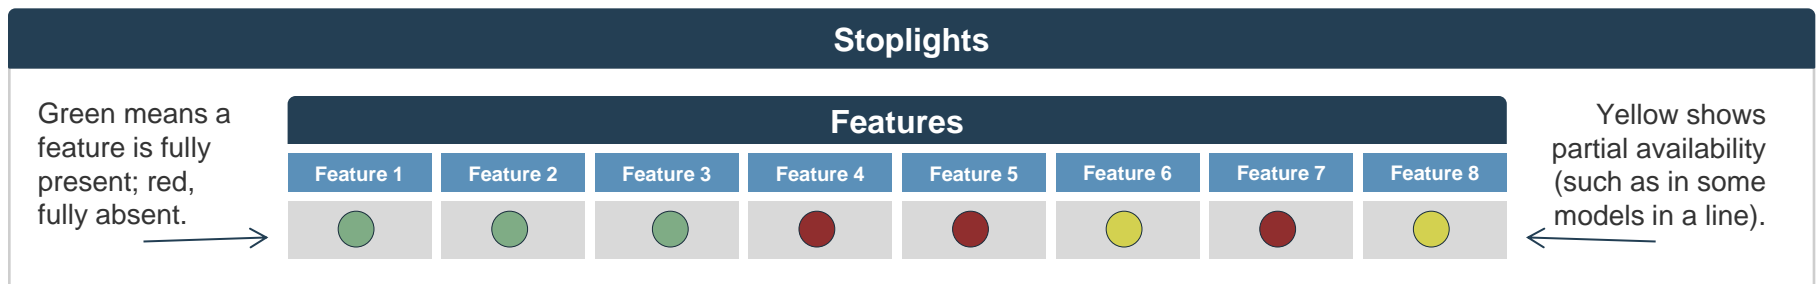 Stoplights
Green means a
feature is fully
present; red,
fully absent.
Features
Feature 1 Feature 2 Feature 3 Feature 4 Feature 5 Feature 6 Feature 7 Feature 8
Yellow shows
partial availability
(such as in some
models in a line).